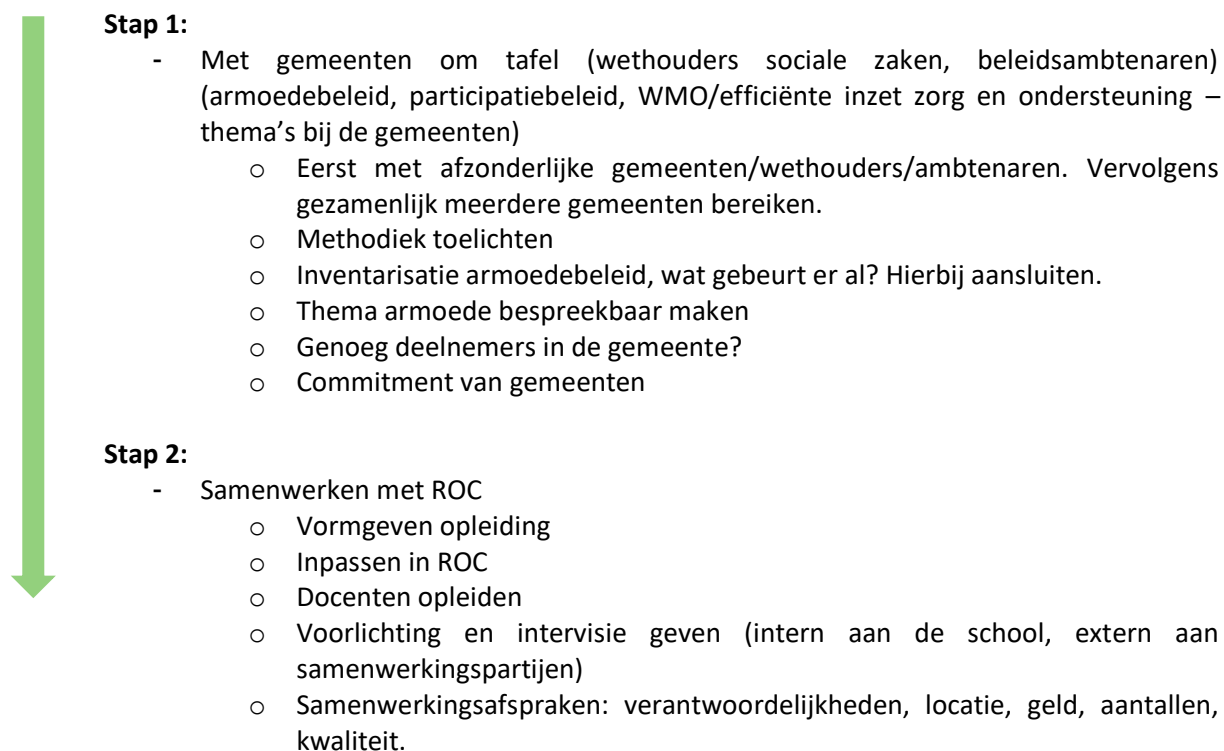 Stap 1:
- Met gemeenten om tafel (wethouders sociale zaken, beleidsambtenaren)
(armoedebeleid, participatiebeleid, WMO/efficiënte inzet zorg en ondersteuning –
thema’s bij de gemeenten)
o Eerst met afzonderlijke gemeenten/wethouders/ambtenaren. Vervolgens
gezamenlijk meerdere gemeenten bereiken.
o Methodiek toelichten
o Inventarisatie armoedebeleid, wat gebeurt er al? Hierbij aansluiten.
o Thema armoede bespreekbaar maken
o Genoeg deelnemers in de gemeente?
o Commitment van gemeenten
Stap 2:
- Samenwerken met ROC
o Vormgeven opleiding
o Inpassen in ROC
o Docenten opleiden
o Voorlichting en intervisie geven (intern aan de school, extern aan
samenwerkingspartijen)
o Samenwerkingsafspraken: verantwoordelijkheden, locatie, geld, aantallen,
kwaliteit.